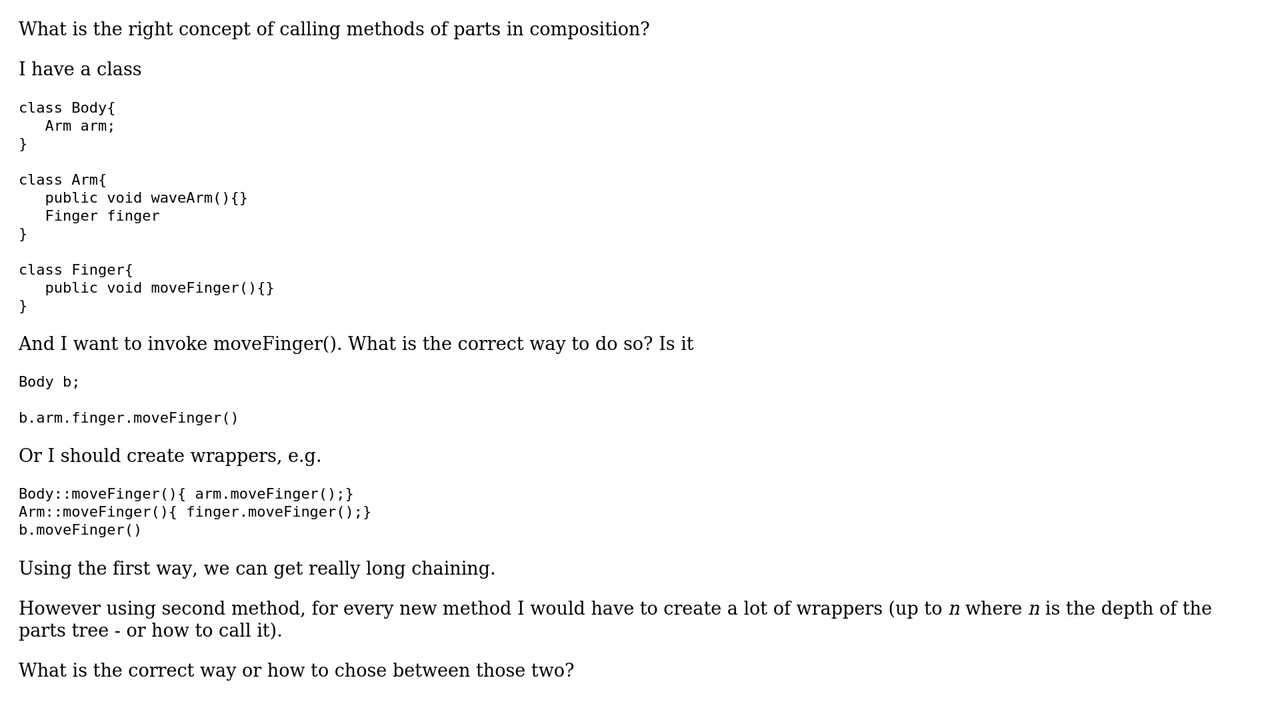 What is the right concept of calling methods of parts in composition?
I have a class
class Body{
   Arm arm;
}
class Arm{
   public void waveArm(){}
   Finger finger
}
class Finger{
   public void moveFinger(){}
}
And I want to invoke moveFinger(). What is the correct way to do so? Is it
Body b;
b.arm.finger.moveFinger()
Or I should create wrappers, e.g.
Body::moveFinger(){ arm.moveFinger();}
Arm::moveFinger(){ finger.moveFinger();}
b.moveFinger()
Using the first way, we can get really long chaining.
However using second method, for every new method I would have to create a lot of wrappers (up to n where n is the depth of the
parts tree - or how to call it).
What is the correct way or how to chose between those two?